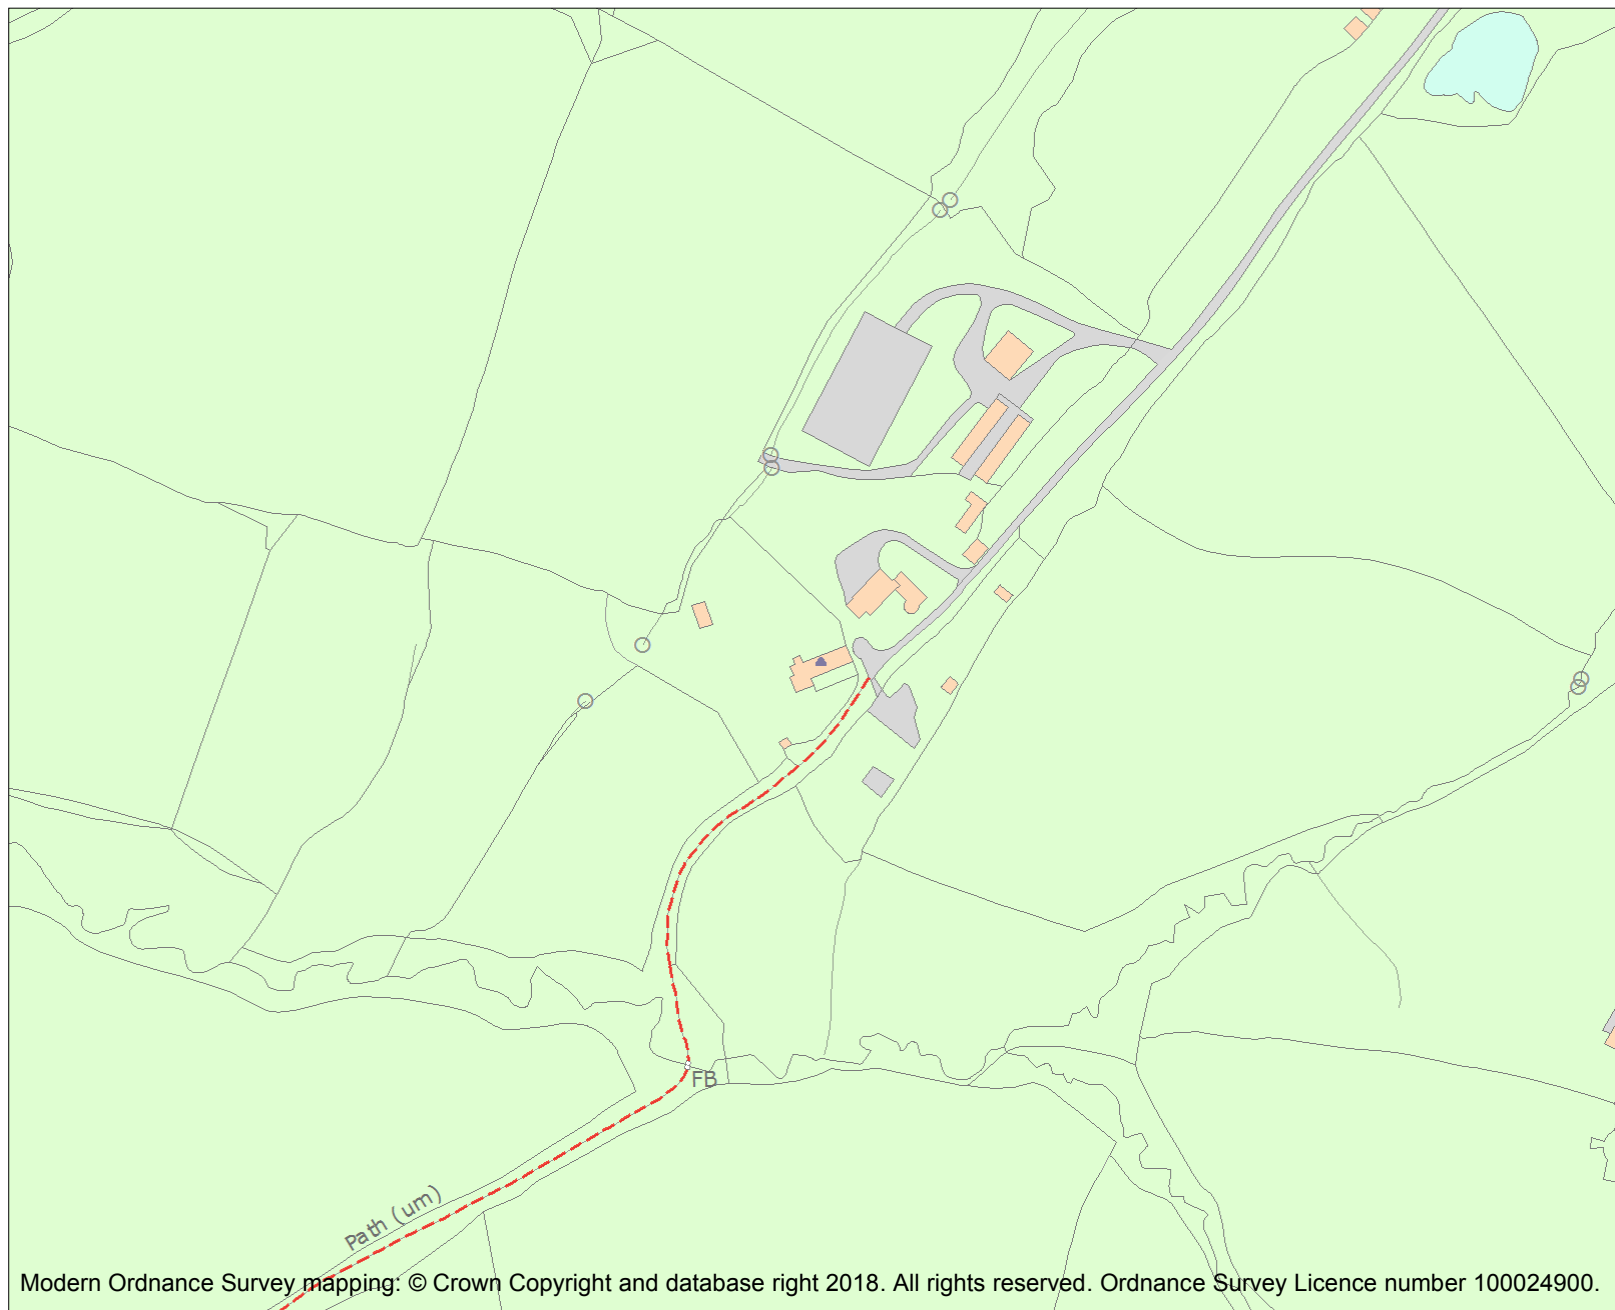 FB
Path (um)
Modern Ordnance Survey mapping: © Crown Copyright and database right 2018. All rights reserved. Ordnance Survey Licence number 100024900.